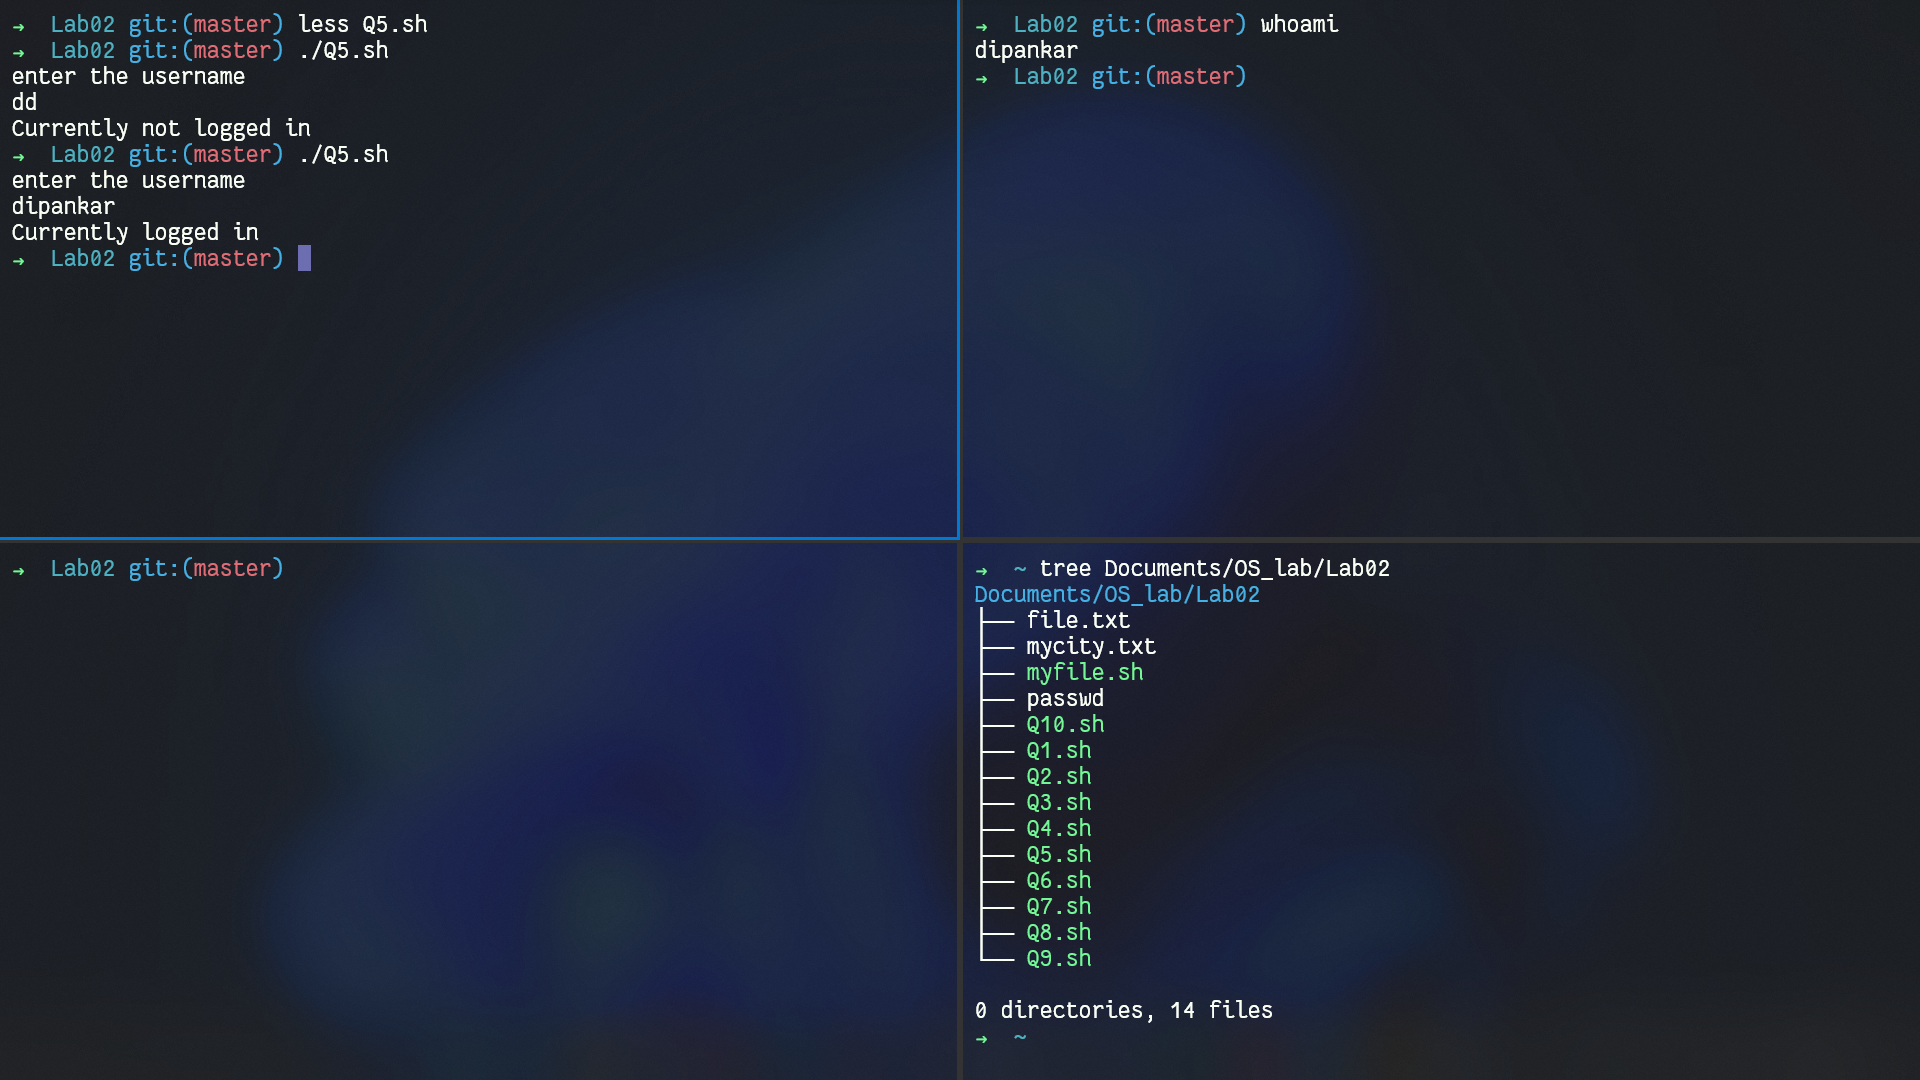 → Lab02 git:(master) less Q5.sh
→ Lab02 git:(master) ./Q5.sh
enter the username
dd
Currently not logged in
→ Lab02 git:(master) ./Q5.sh
enter the username
dipankar
Currently logged in
→ Lab02 git:(master)
→ Lab02 git:(master) whoami
dipankar
→ Lab02 git:(master)
→ Lab02 git:(master)
→ ~ tree Documents/OS_lab/Lab02
Documents/OS_lab/Lab02
├── file.txt
├── mycity.txt
├── myfile.sh
├── passwd
├── Q10.sh
├── Q1.sh
├── Q2.sh
├── Q3.sh
├── Q4.sh
├── Q5.sh
├── Q6.sh
├── Q7.sh
├── Q8.sh
└── Q9.sh
0 directories, 14 files
→ ~